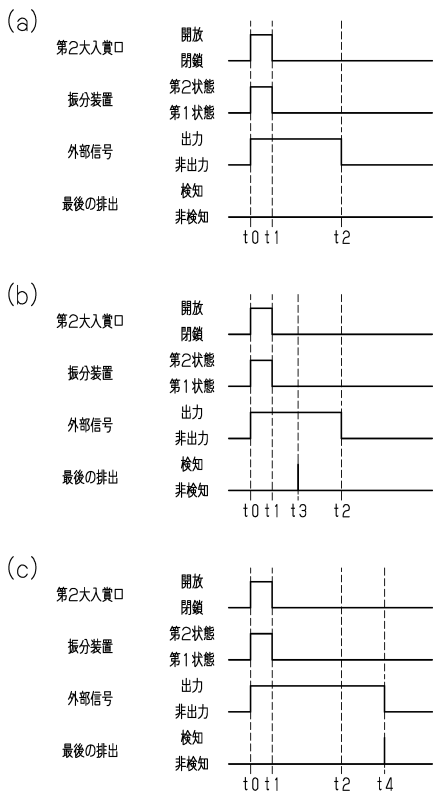 (a)
開放
第2大入賞口
閉鎖
第2状態
振分装置
第1状態
出力
外部信号
非出力
検知
最後の排出
非検知
t0 t1 t2
(b)
開放
第2大入賞口
閉鎖
第2状態
振分装置
第1状態
出力
外部信号
非出力
検知
最後の排出
非検知
t0 t1 t3 t2
(c)
開放
第2大入賞口
閉鎖
第2状態
振分装置
第1状態
出力
外部信号
非出力
検知
最後の排出
非検知
t0 t1 t2 t4